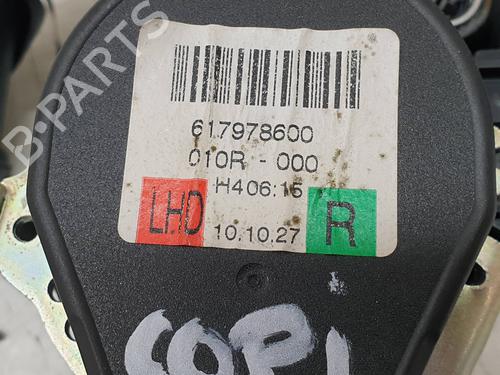 B-PARTS
617978600
010R - 000
H406:15
LHD
10.10.27
R
COPI